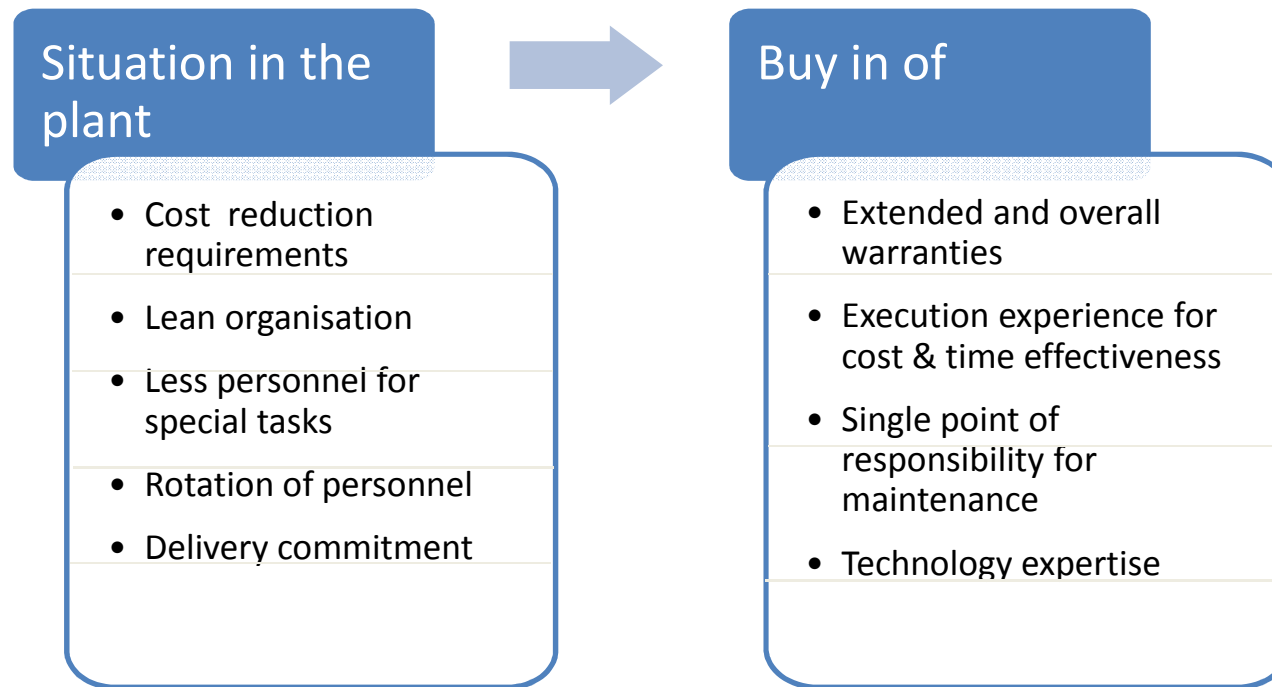 Situation in the
plant
• Cost reduction
requirements
• Lean organisation
• Less personnel for
special tasks
• Rotation of personnel
• Delivery commitment
Buy in of
• Extended and overall
warranties
• Execution experience for
cost & time effectiveness
• Single point of
responsibility for
maintenance
• Technology expertise